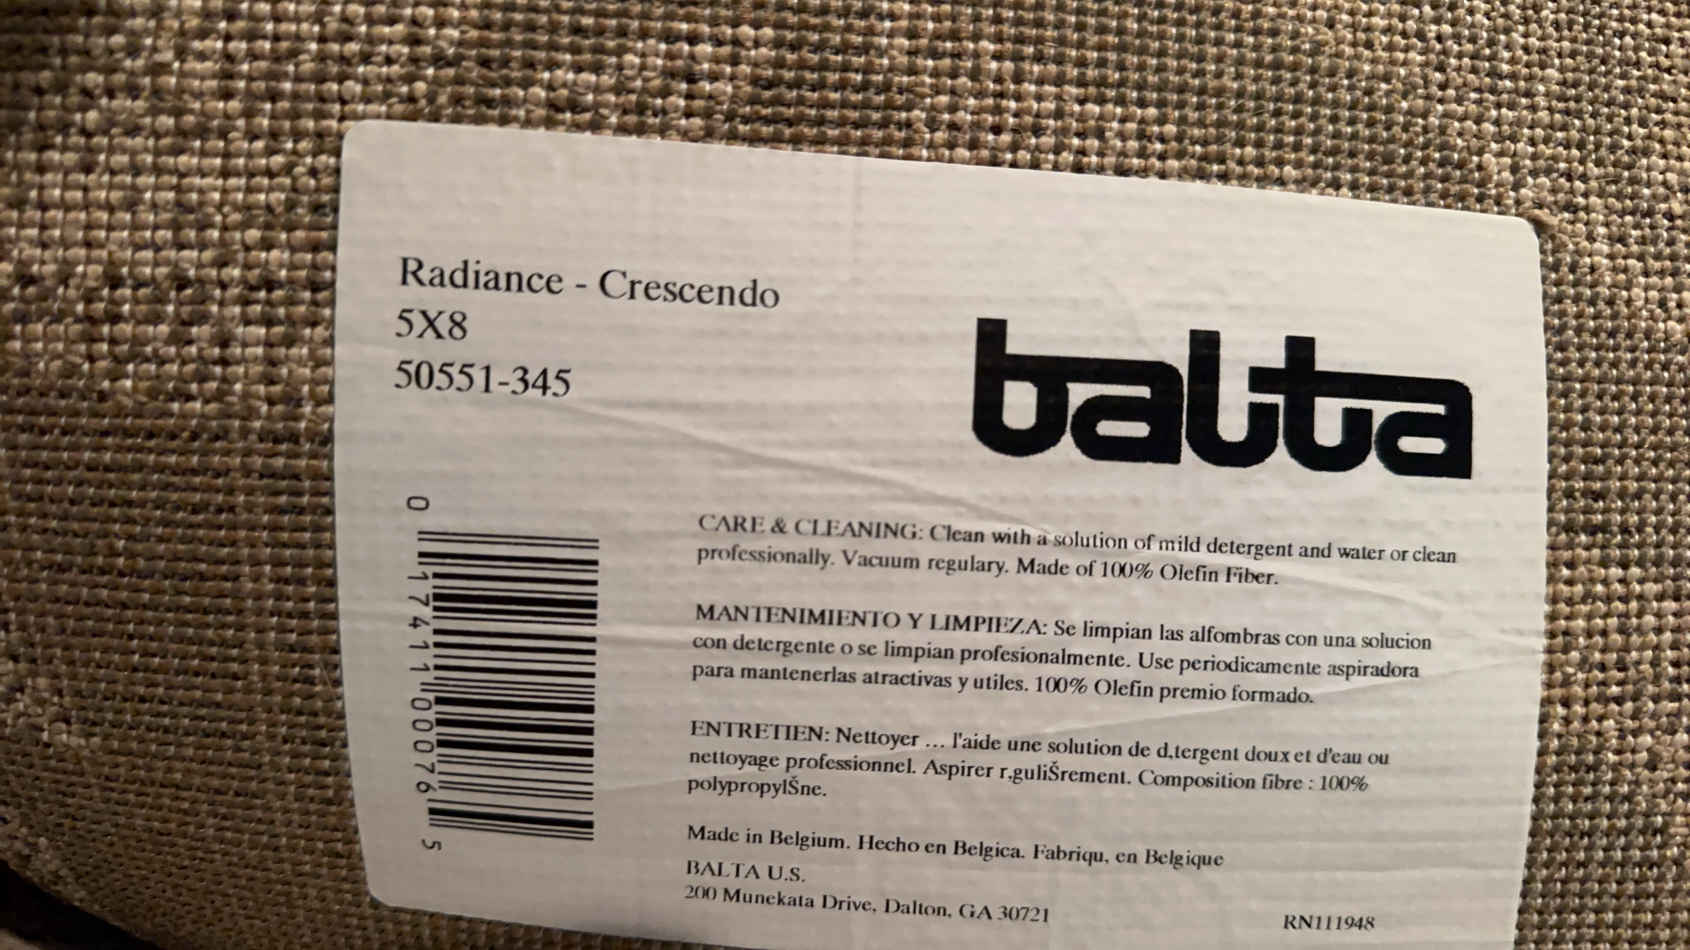 Radiance - Crescendo
5X8
50551-345
balta
0 17411 00076 5
CARE & CLEANING: Clean with a solution of mild detergent and water or clean
professionally. Vacuum regulary. Made of 100% Olefin Fiber.
MANTENIMIENTO Y LIMPIEZA: Se limpian las alfombras con una solucion
con detergente o se limpian profesionalmente. Use periodicamente aspiradora
para mantenerlas atractivas y utiles. 100% Olefin premio formado.
ENTRETIEN: Nettoyer ... l'aide une solution de d,tergent doux et d'eau ou
nettoyage professionnel. Aspirer r,guliŠrement. Composition fibre : 100%
polypropylŠne.
Made in Belgium. Hecho en Belgica. Fabriqu, en Belgique
BALTA U.S.
200 Munekata Drive, Dalton, GA 30721
RN111948